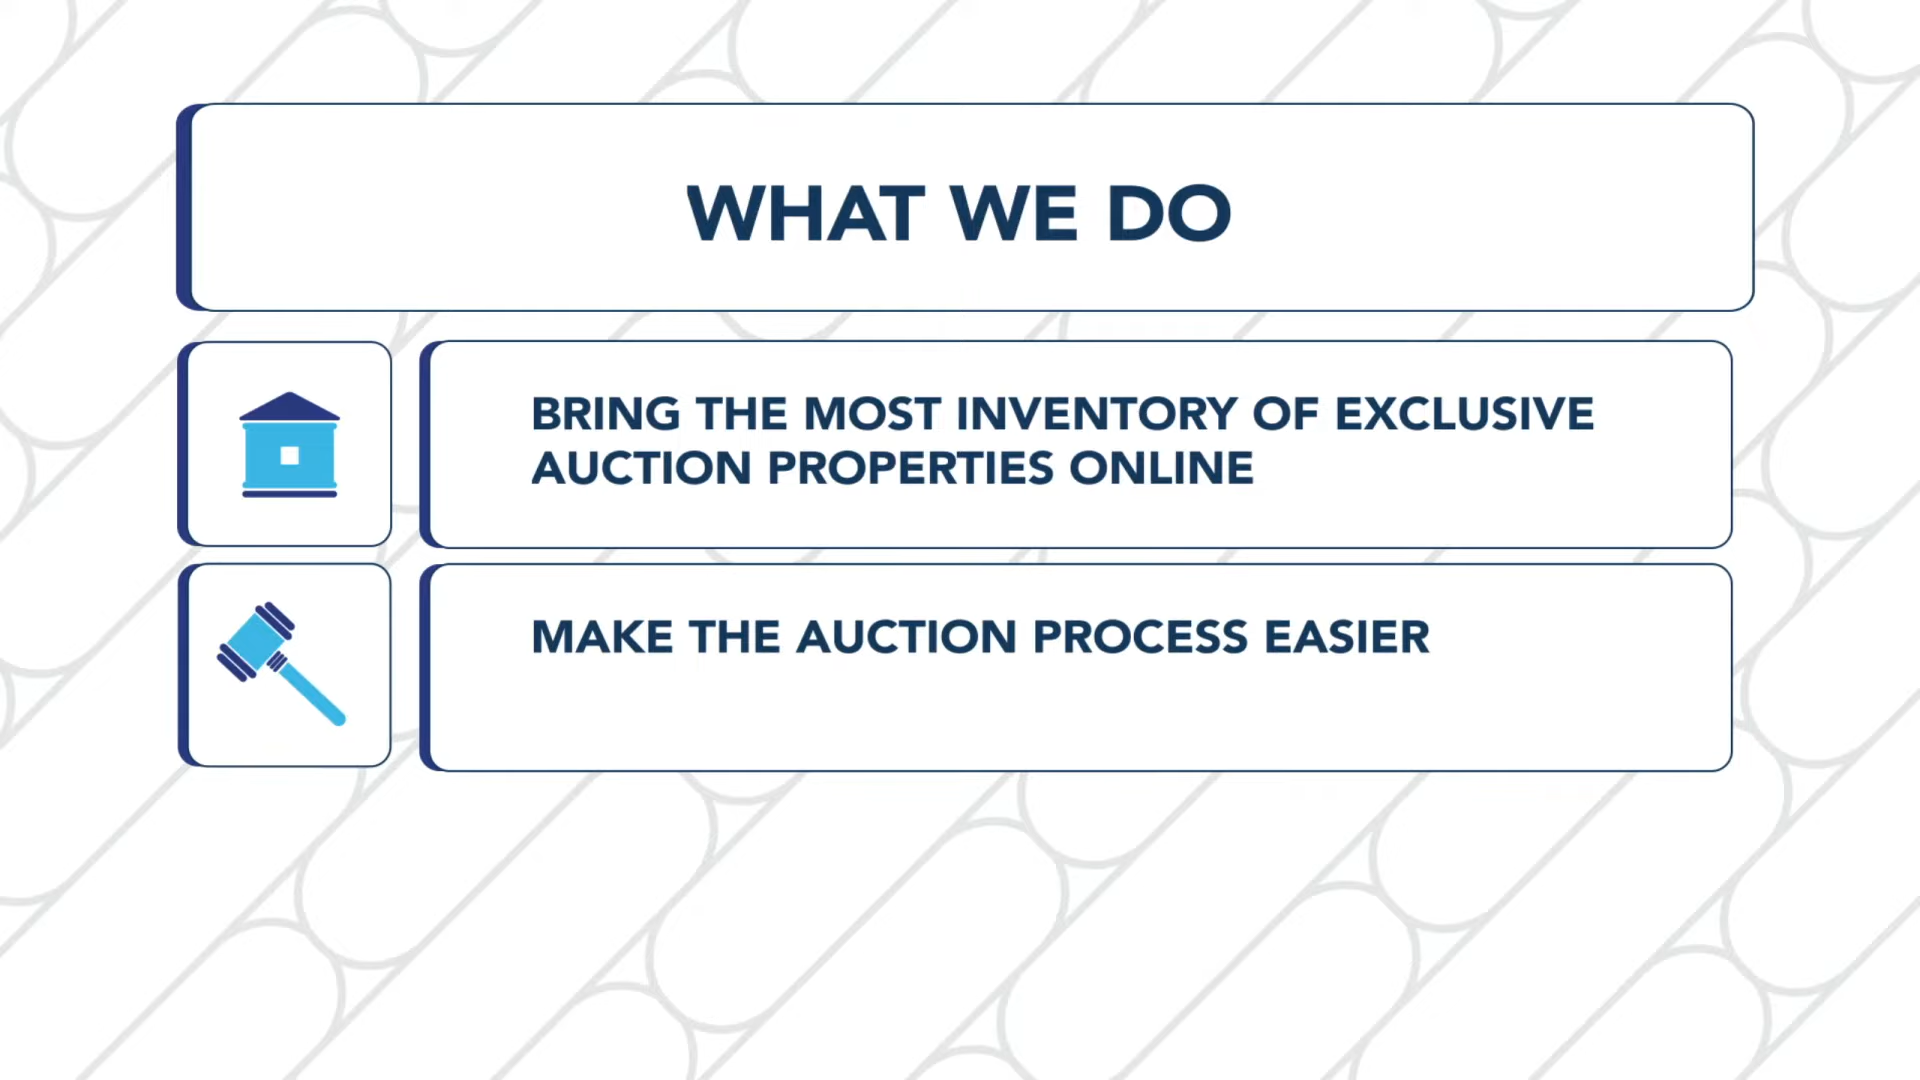 WHAT WE DO
BRING THE MOST INVENTORY OF EXCLUSIVE
AUCTION PROPERTIES ONLINE
MAKE THE AUCTION PROCESS EASIER